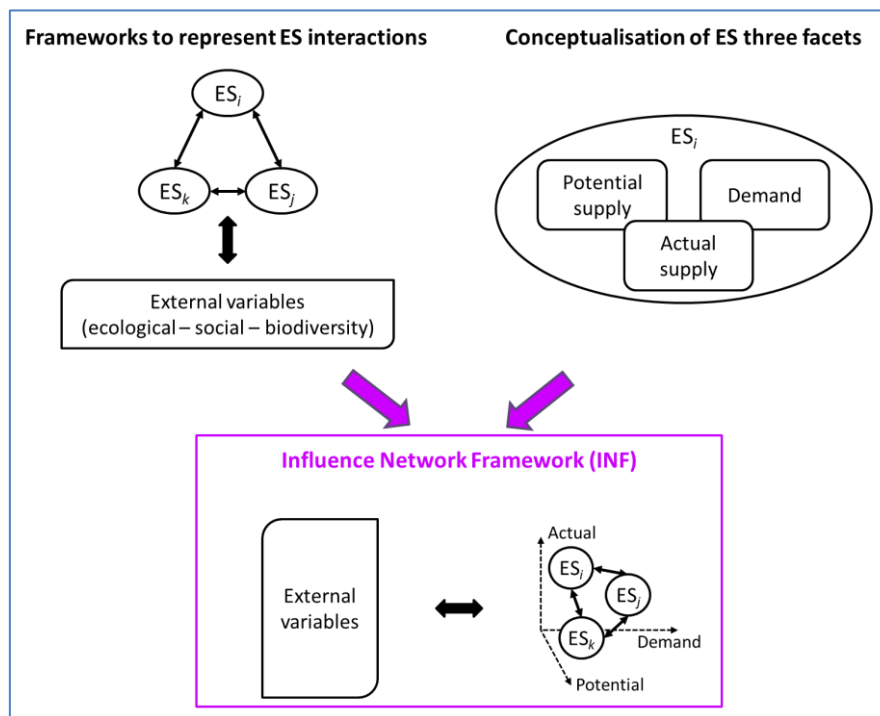 Frameworks to represent ES interactions
ESi
ESk
ESj
External variables
(ecological – social – biodiversity)
Conceptualisation of ES three facets
ESi
Potential
supply
Demand
Actual
supply
Influence Network Framework (INF)
External
variables
Actual
ESi
ESj
ESk
Demand
Potential